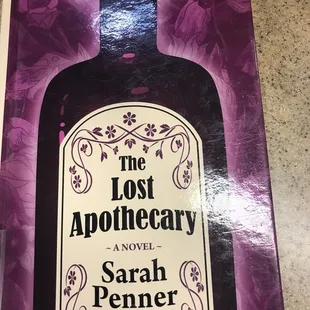 The
Lost
Apothecary
~ A NOVEL ~
Sarah
Penner